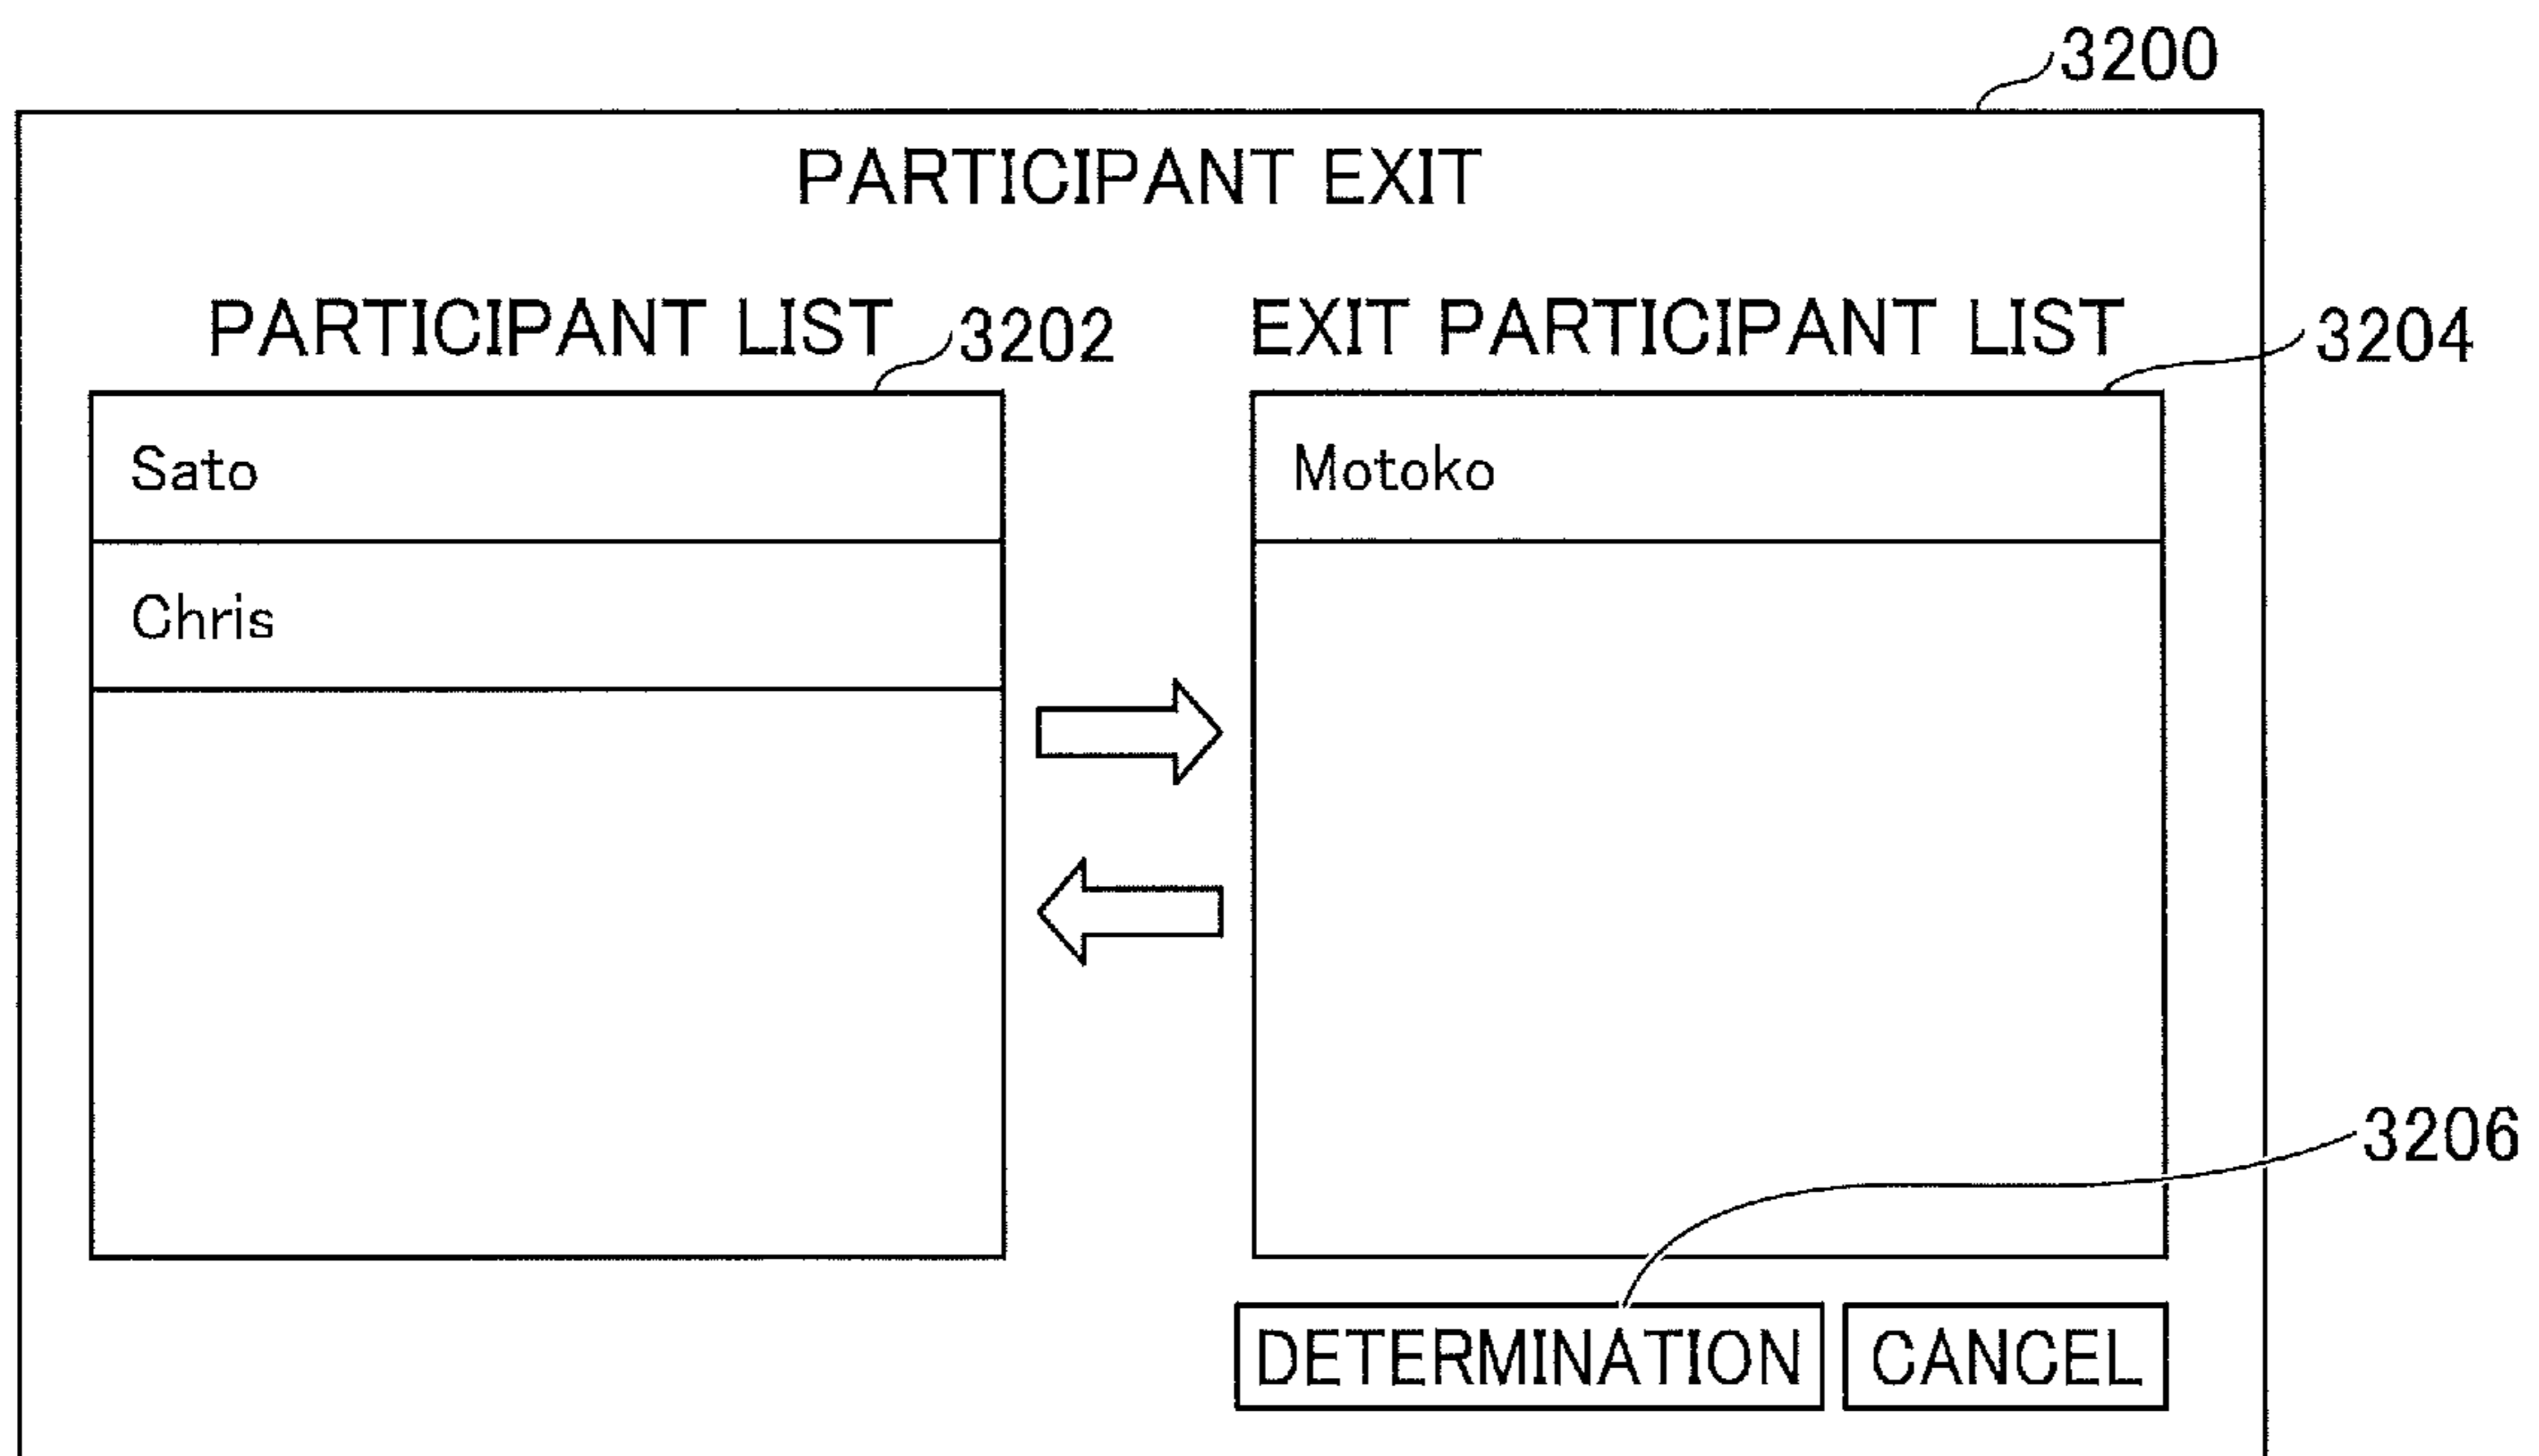 3200
PARTICIPANT EXIT
PARTICIPANT LIST 3202
EXIT PARTICIPANT LIST 3204
Sato
Chris
Motoko
3206
DETERMINATION
CANCEL